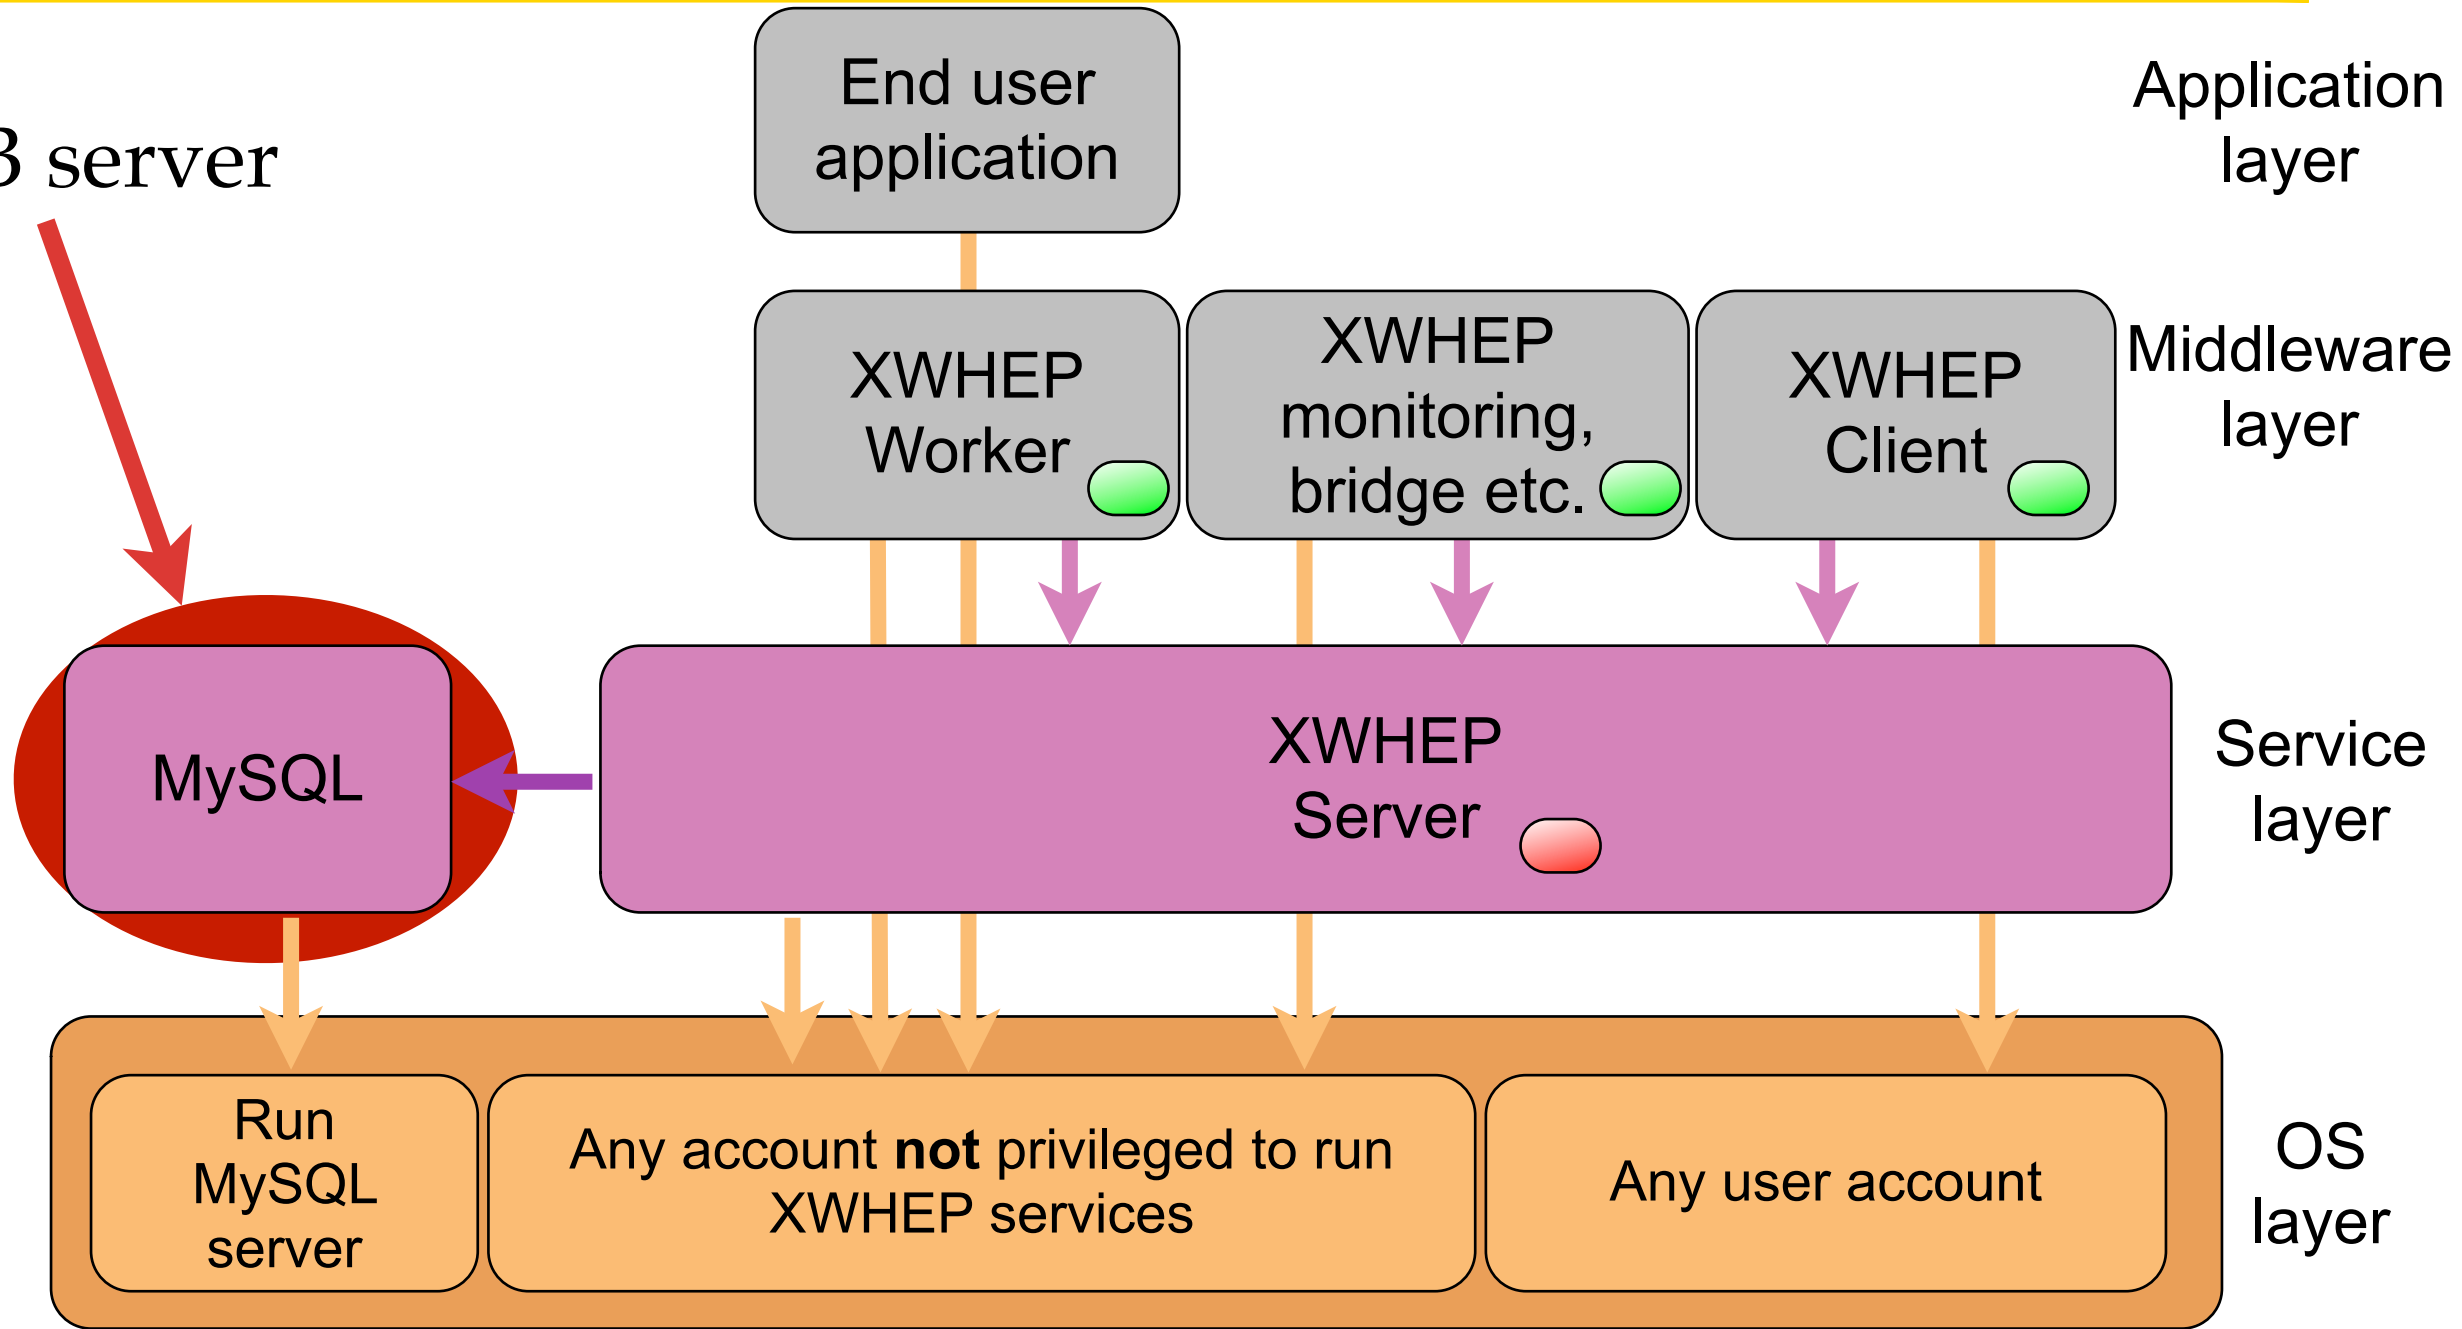 End user
application
Application
layer
server
XWHEP
Worker
XWHEP
monitoring,
bridge etc.
XWHEP
Client
Middleware
layer
MySQL
XWHEP
Server
Service
layer
Run
MySQL
server
Any account not privileged to run
XWHEP services
Any user account
OS
layer